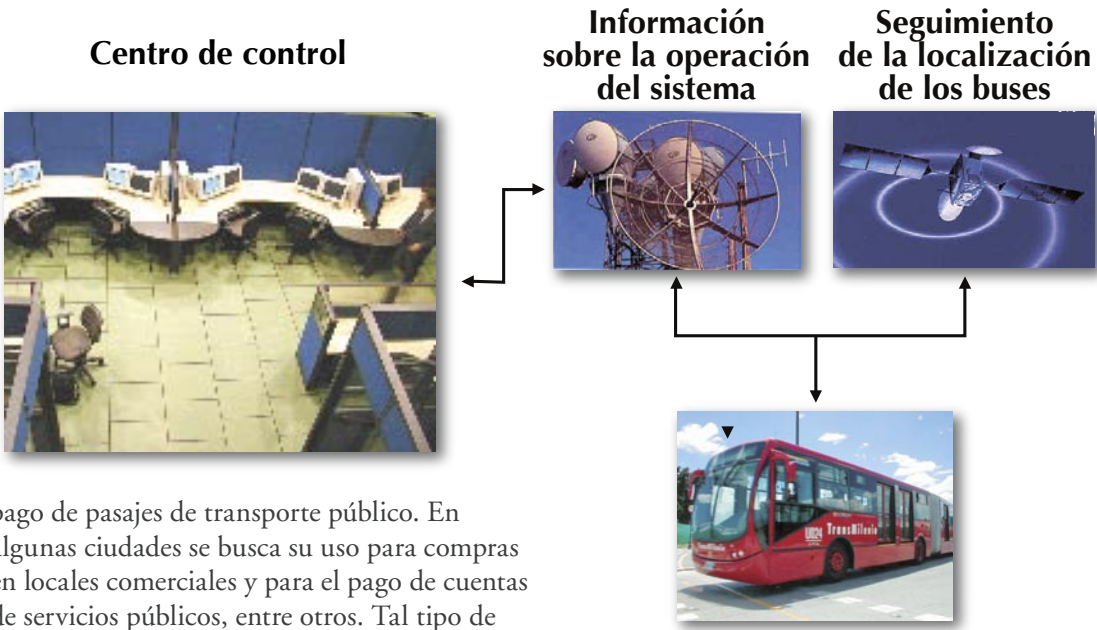 Centro de control
Información
sobre la operación
del sistema
Seguimiento
de la localización
de los buses
U024
TransMilenio
pago de pasajes de transporte público. En
algunas ciudades se busca su uso para compras
en locales comerciales y para el pago de cuentas
de servicios públicos, entre otros. Tal tipo de